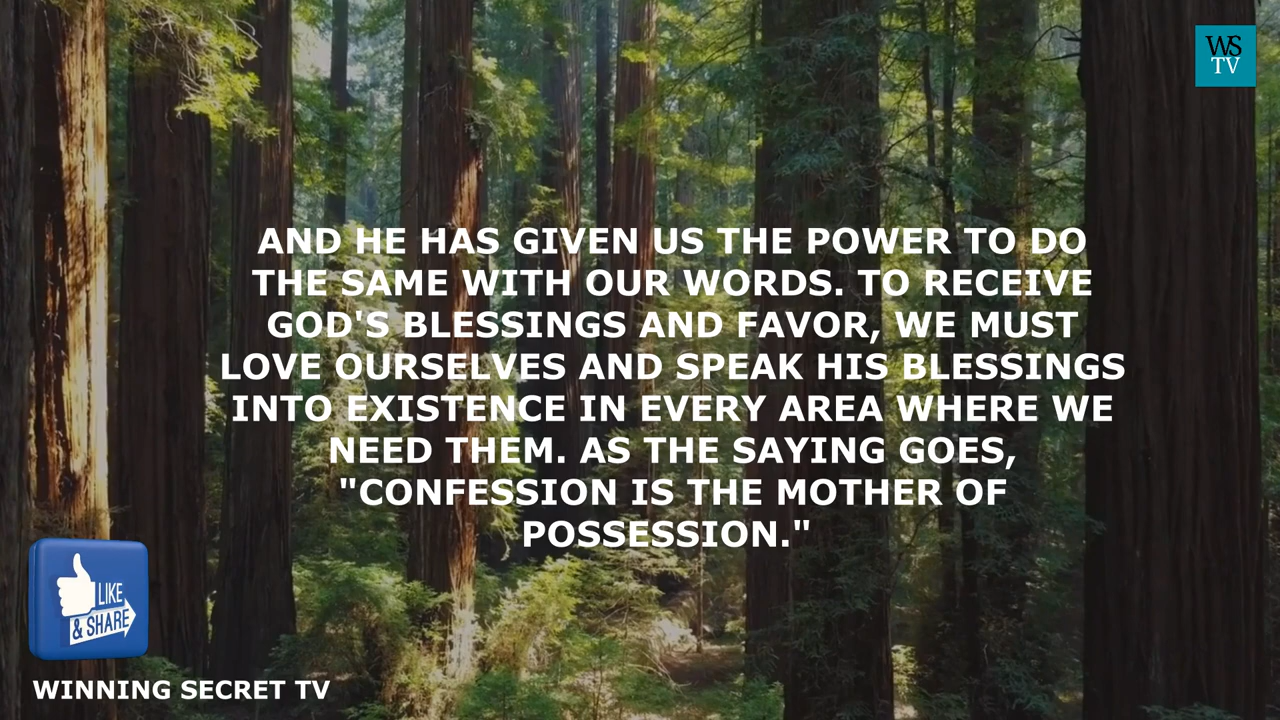 WS
TV
AND HE HAS GIVEN US THE POWER TO DO
THE SAME WITH OUR WORDS. TO RECEIVE
GOD'S BLESSINGS AND FAVOR, WE MUST
LOVE OURSELVES AND SPEAK HIS BLESSINGS
INTO EXISTENCE IN EVERY AREA WHERE WE
NEED THEM. AS THE SAYING GOES,
"CONFESSION IS THE MOTHER OF
POSSESSION."
LIKE
& SHARE
WINNING SECRET TV